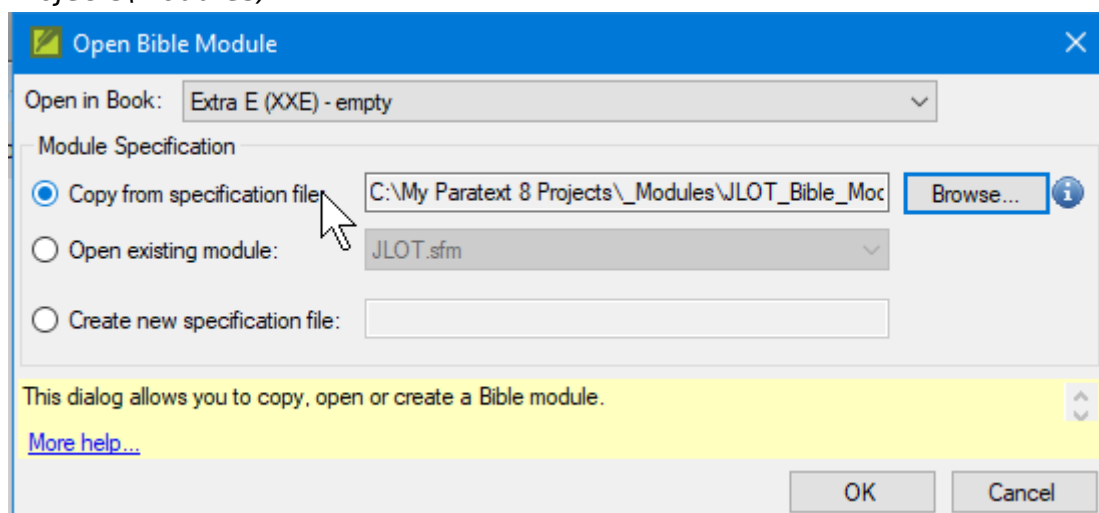 Open Bible Module
Open in Book: Extra E (XXE) - empty
Module Specification
Copy from specification file: C:\My Paratext 8 Projects\_Modules\JLOT_Bible_Moc Browse...
Open existing module: JLOT.sfm
Create new specification file:
This dialog allows you to copy, open or create a Bible module.
More help...
OK Cancel